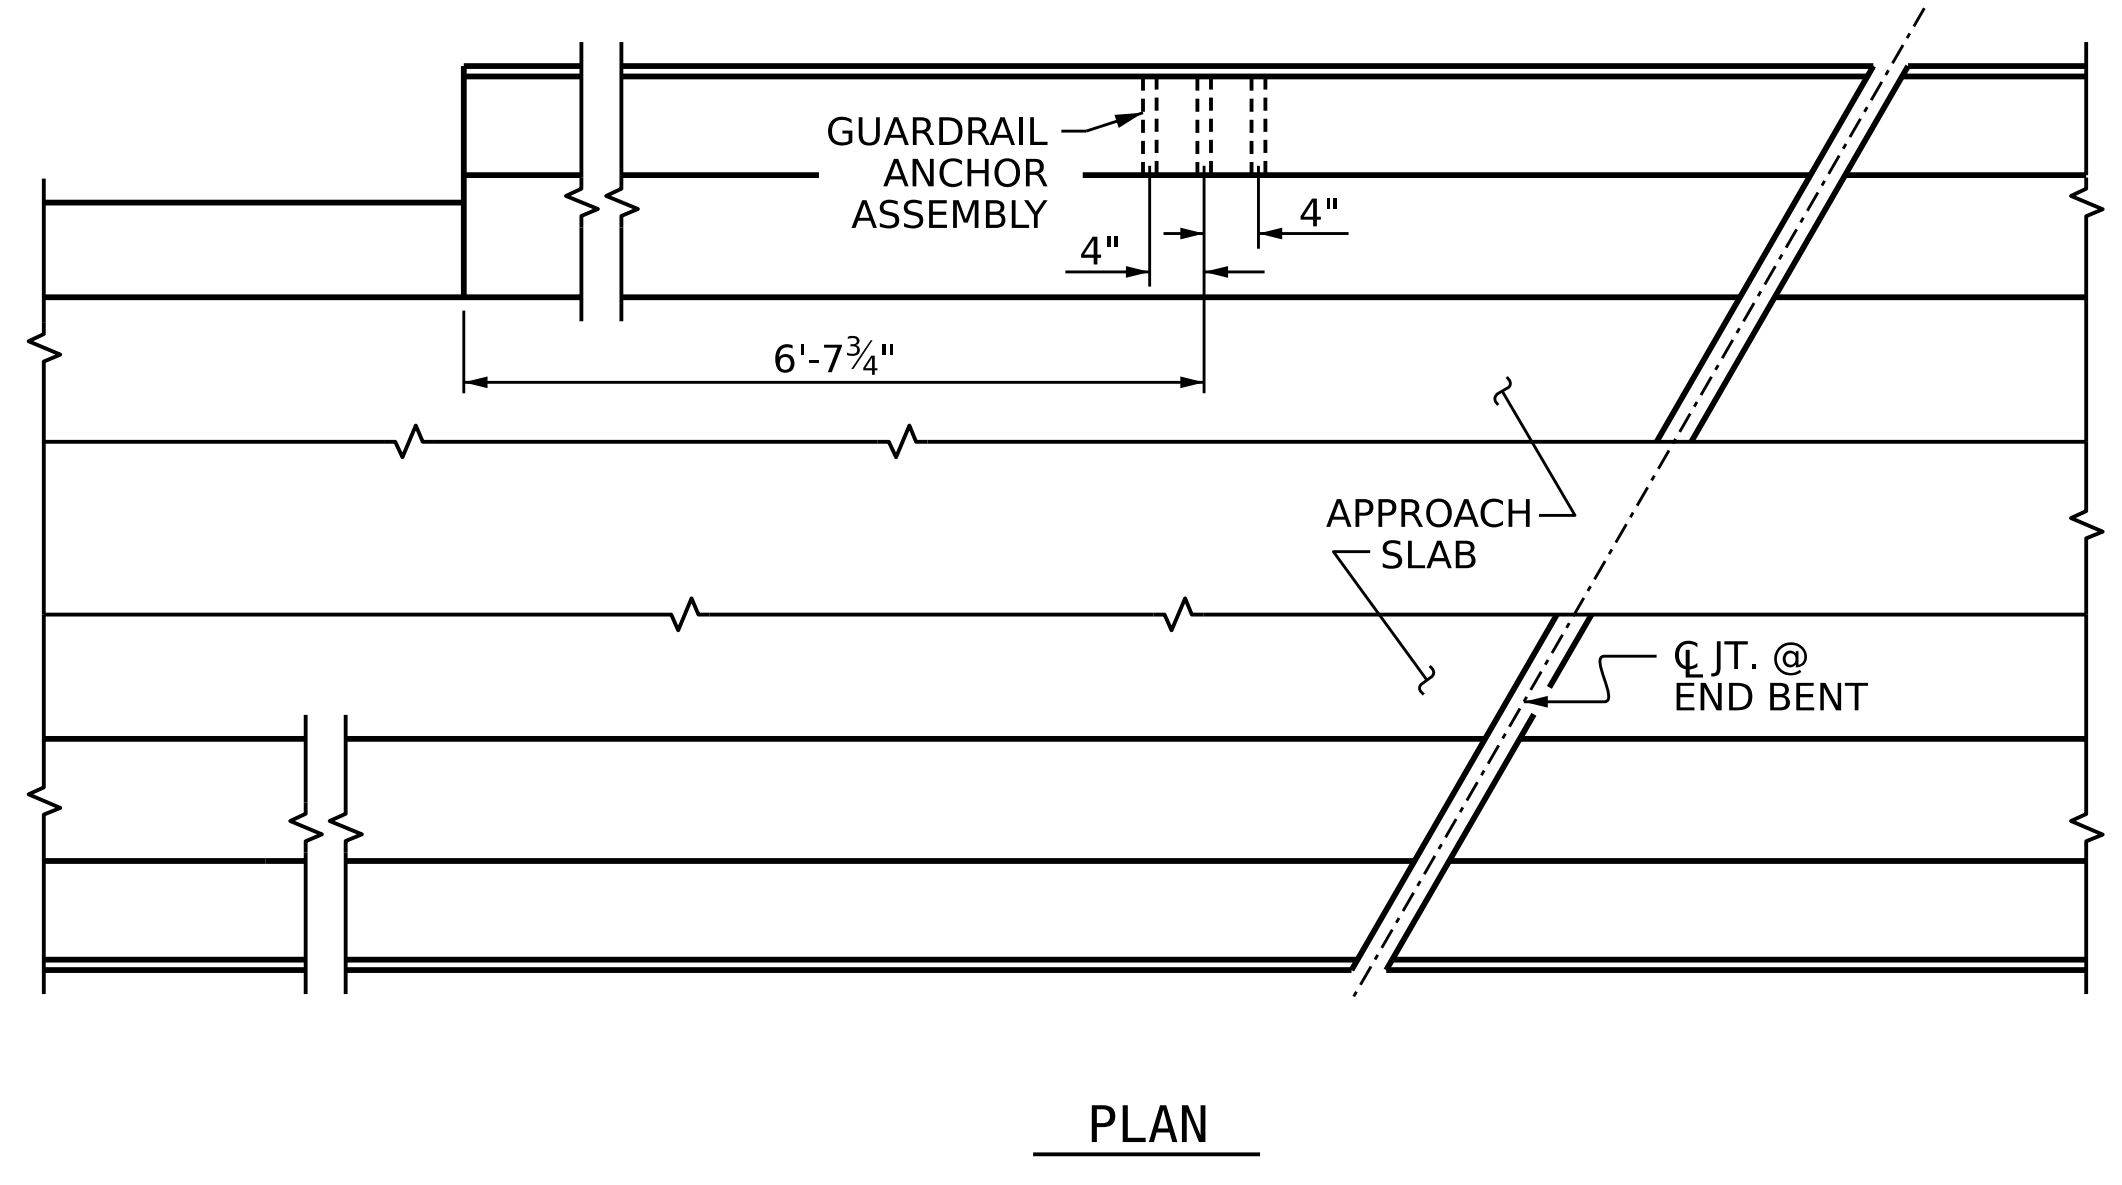 GUARDRAIL
ANCHOR
ASSEMBLY
4"
4"
6'-7¾"
APPROACH
SLAB
℄ JT. @
END BENT
PLAN